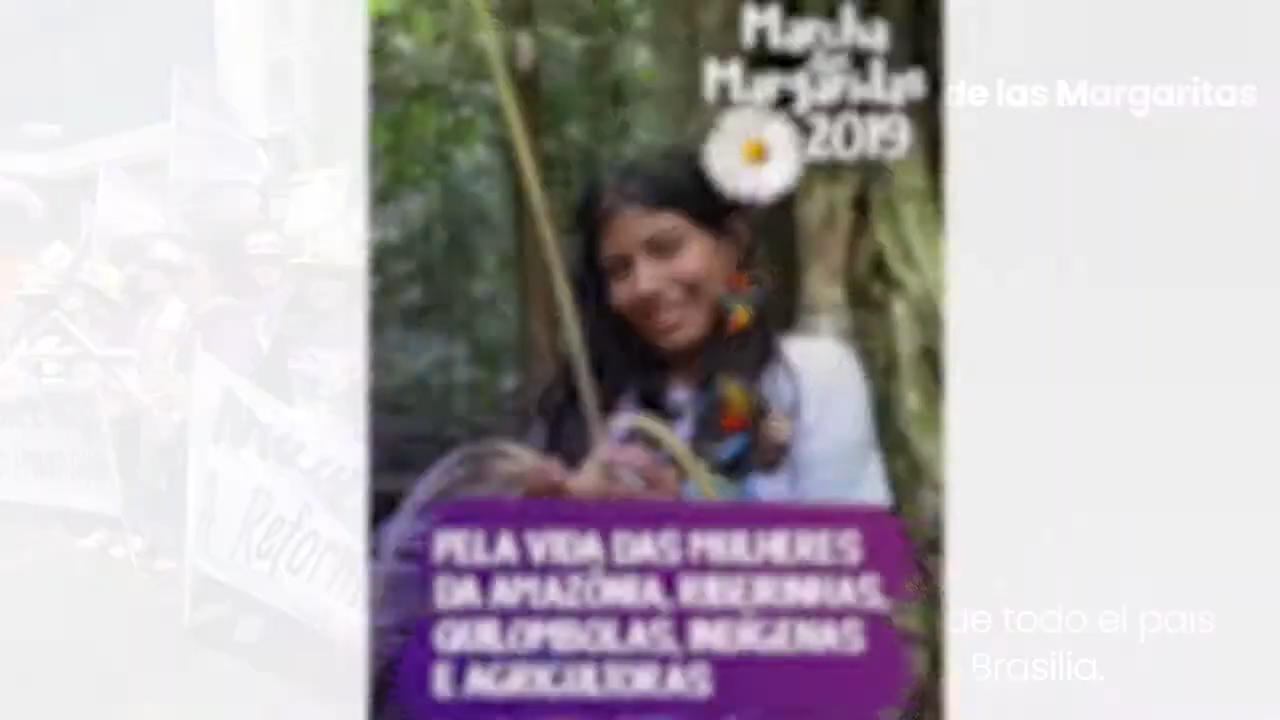 Marcha
das
Margaridas
2019
de las Margaritas
PELA VIDA DAS MULHERES
DA AMAZÔNIA, RIBEIRINHAS,
QUILOMBOLAS, INDÍGENAS
E AGRICULTORAS
todo el país
Brasilia.
Reforma